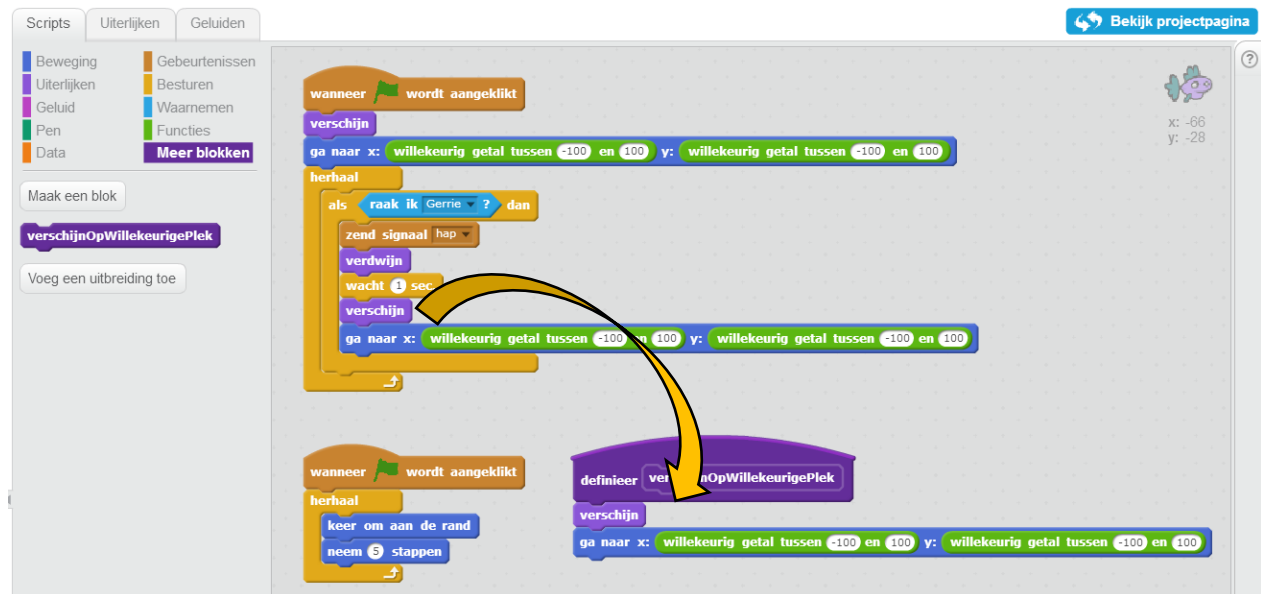 Scripts Uiterlijken Geluiden
Bekijk projectpagina
Beweging Gebeurtenissen
Uiterlijken Besturen
Geluid Waarnemen
Pen Functies
Data Meer blokken
Maak een blok
verschijnOpWillekeurigePlek
Voeg een uitbreiding toe
?
x: -66
y: -28
wanneer wordt aangeklikt
verschijn
ga naar x: willekeurig getal tussen -100 en 100 y: willekeurig getal tussen -100 en 100
herhaal
als raak ik Gerrie ? dan
zend signaal hap
verdwijn
wacht 1 sec.
verschijn
ga naar x: willekeurig getal tussen -100 100 y: willekeurig getal tussen -100 en 100
wanneer wordt aangeklikt
herhaal
keer om aan de rand
neem 5 stappen
definieer
verschijn
ga naar x: willekeurig getal tussen -100 en 100 y: willekeurig getal tussen -100 en 100